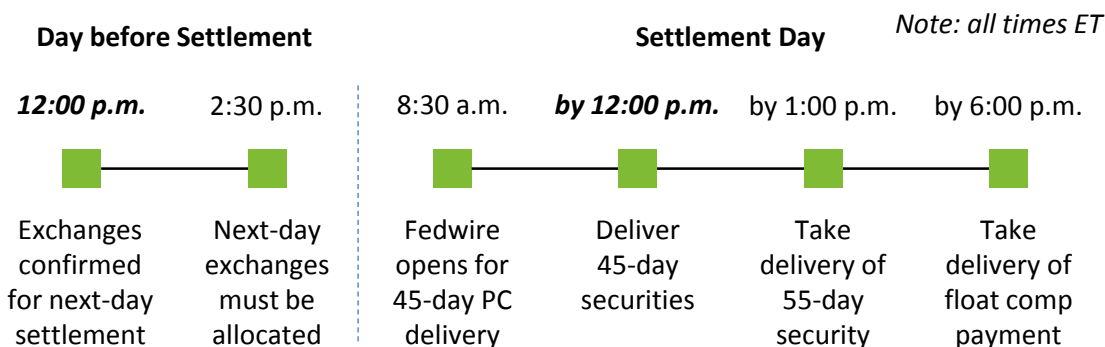 Note: all times ET
Day before Settlement
Settlement Day
12:00 p.m.
2:30 p.m.
8:30 a.m.
by 12:00 p.m.
by 1:00 p.m.
by 6:00 p.m.
Exchanges
confirmed
for next-day
settlement
Next-day
exchanges
must be
allocated
Fedwire
opens for
45-day PC
delivery
Deliver
45-day
securities
Take
delivery of
55-day
security
Take
delivery of
float comp
payment